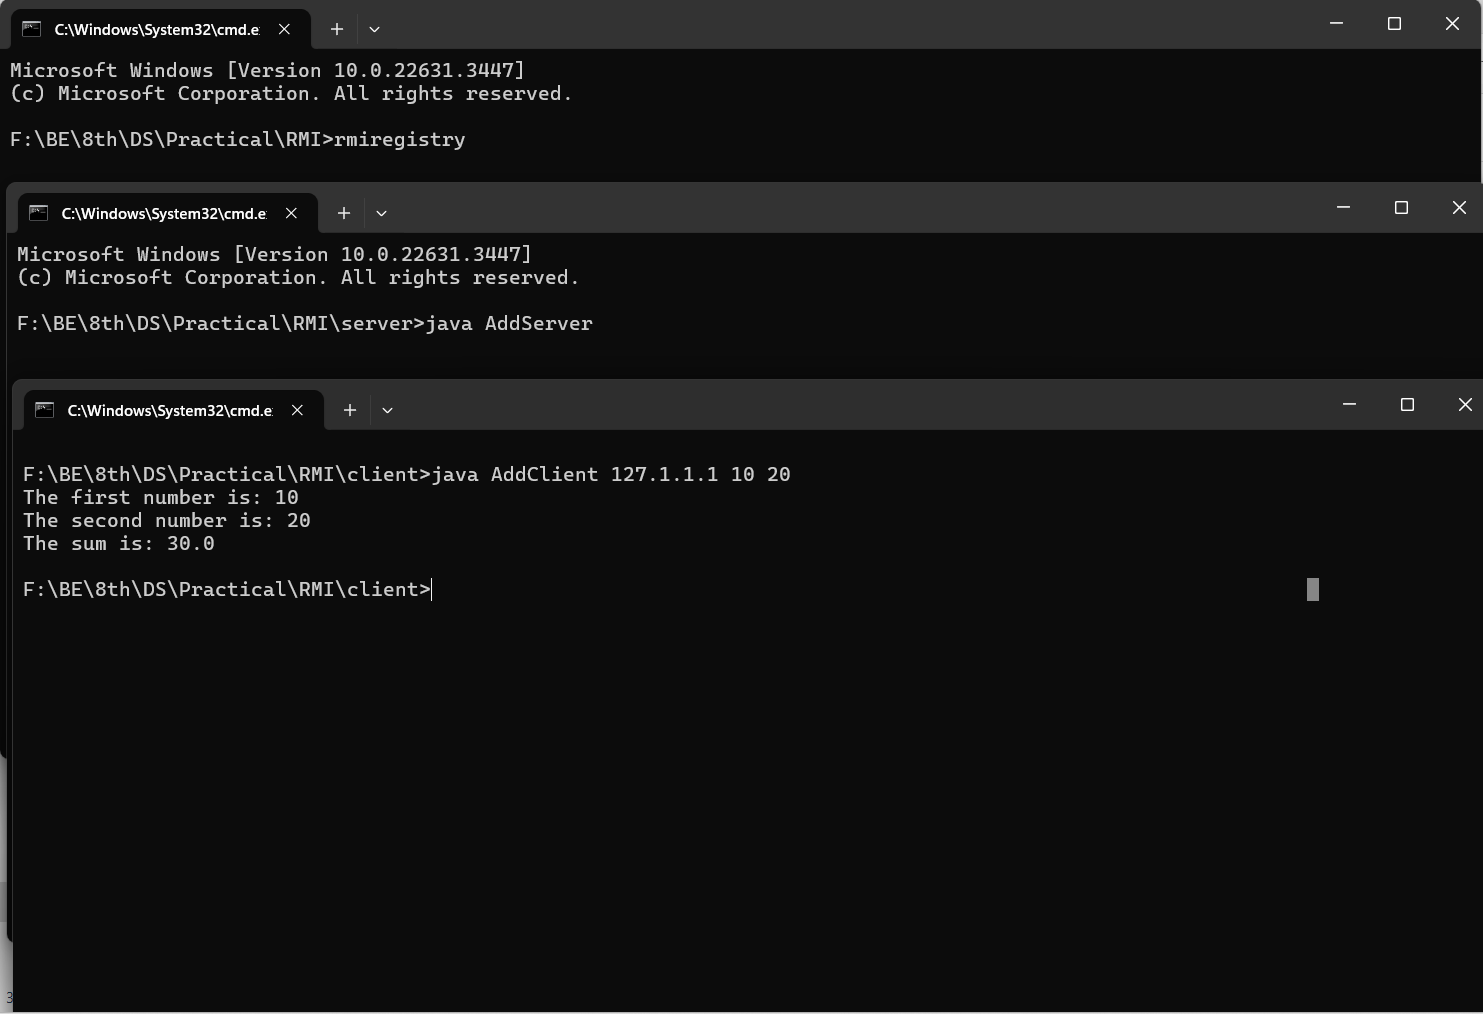 C:\Windows\System32\cmd.e
Microsoft Windows [Version 10.0.22631.3447]
(c) Microsoft Corporation. All rights reserved.
F:\BE\8th\DS\Practical\RMI>rmiregistry
C:\Windows\System32\cmd.e
Microsoft Windows [Version 10.0.22631.3447]
(c) Microsoft Corporation. All rights reserved.
F:\BE\8th\DS\Practical\RMI\server>java AddServer
C:\Windows\System32\cmd.e
F:\BE\8th\DS\Practical\RMI\client>java AddClient 127.1.1.1 10 20
The first number is: 10
The second number is: 20
The sum is: 30.0
F:\BE\8th\DS\Practical\RMI\client>
3